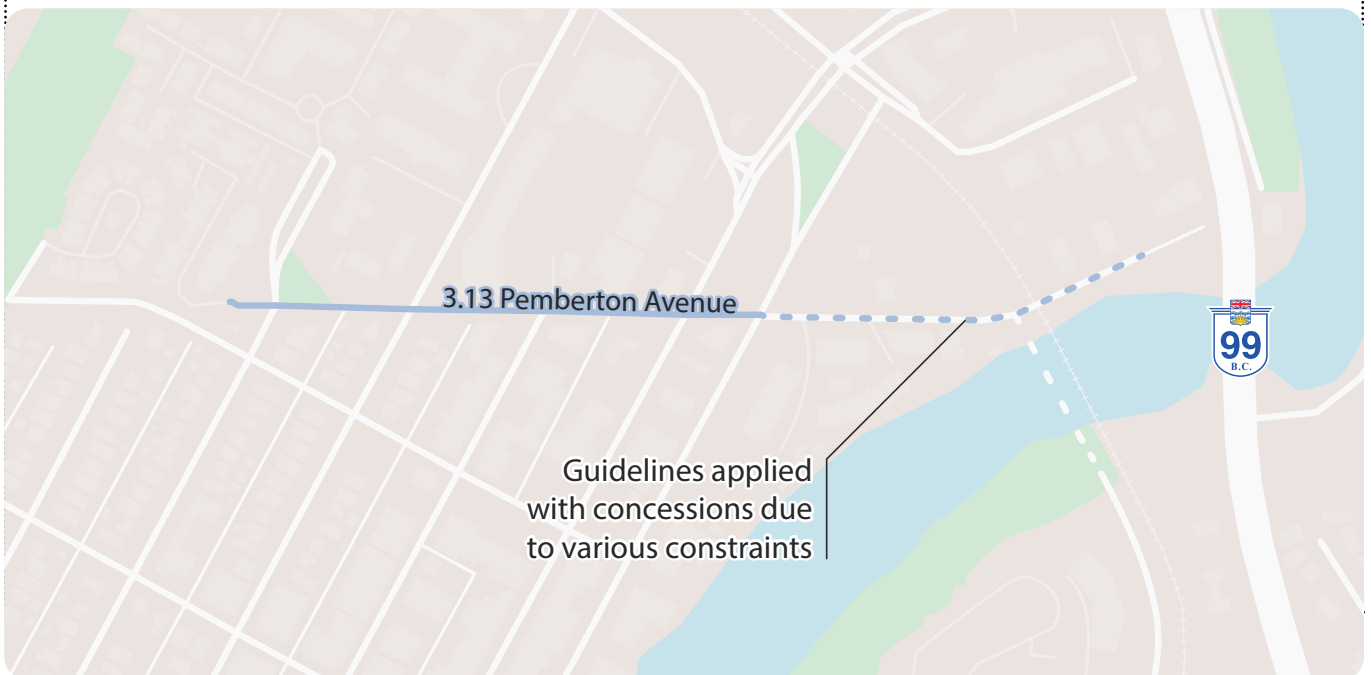 3.13 Pemberton Avenue
99
B.C.
Guidelines applied
with concessions due
to various constraints